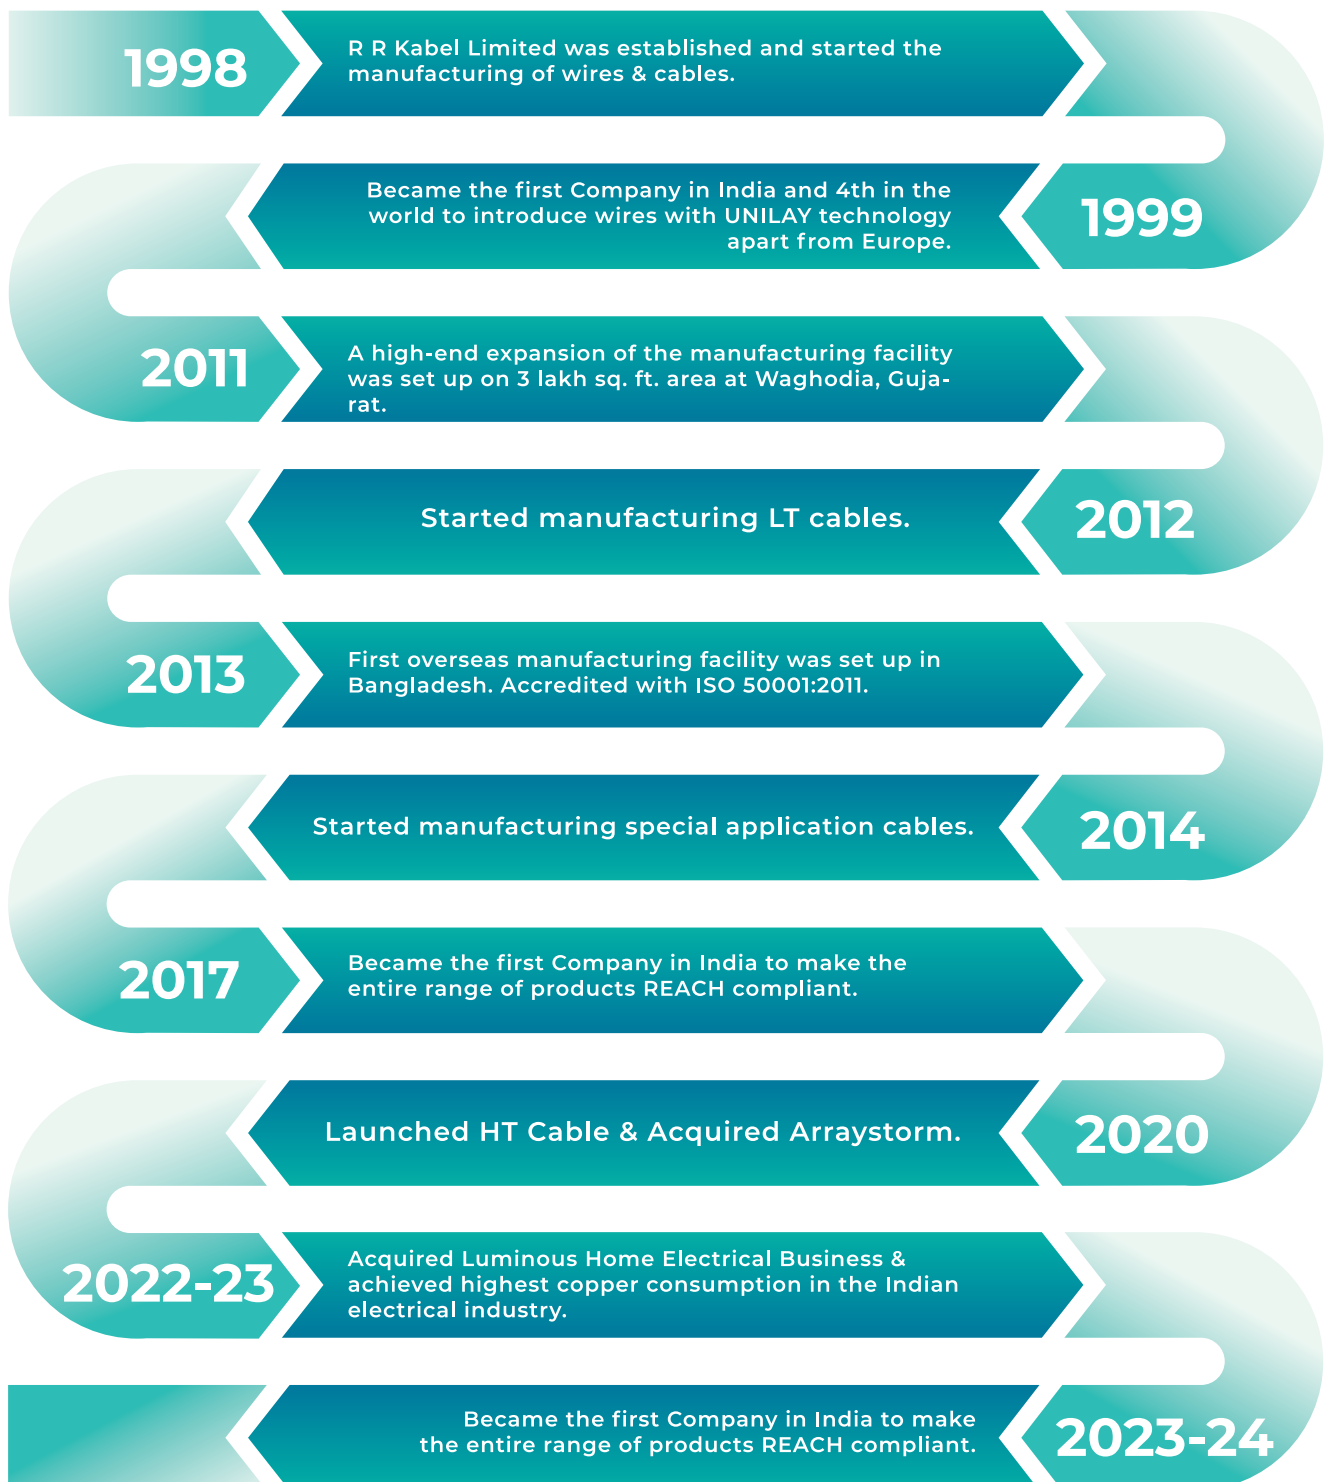 1998
R R Kabel Limited was established and started the
manufacturing of wires & cables.
1999
Became the first Company in India and 4th in the
world to introduce wires with UNILAY technology
apart from Europe.
2011
A high-end expansion of the manufacturing facility
was set up on 3 lakh sq. ft. area at Waghodia, Guja-
rat.
2012
Started manufacturing LT cables.
2013
First overseas manufacturing facility was set up in
Bangladesh. Accredited with ISO 50001:2011.
2014
Started manufacturing special application cables.
2017
Became the first Company in India to make the
entire range of products REACH compliant.
2020
Launched HT Cable & Acquired Arraystorm.
2022-23
Acquired Luminous Home Electrical Business &
achieved highest copper consumption in the Indian
electrical industry.
2023-24
Became the first Company in India to make
the entire range of products REACH compliant.